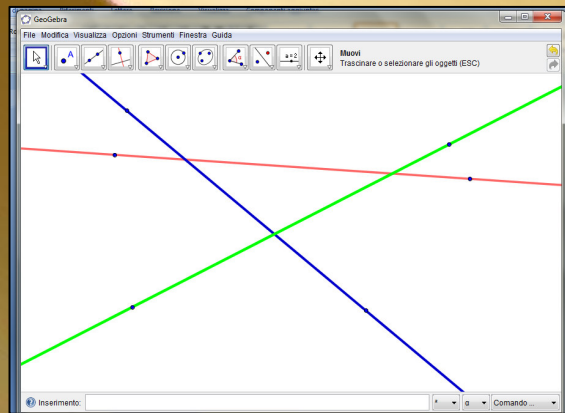 GeoGebra
File Modifica Visualizza Opzioni Strumenti Finestra Guida
A
α
a=2
Muovi
Trascinare o selezionare gli oggetti (ESC)
Inserimento:
α
Comando ...